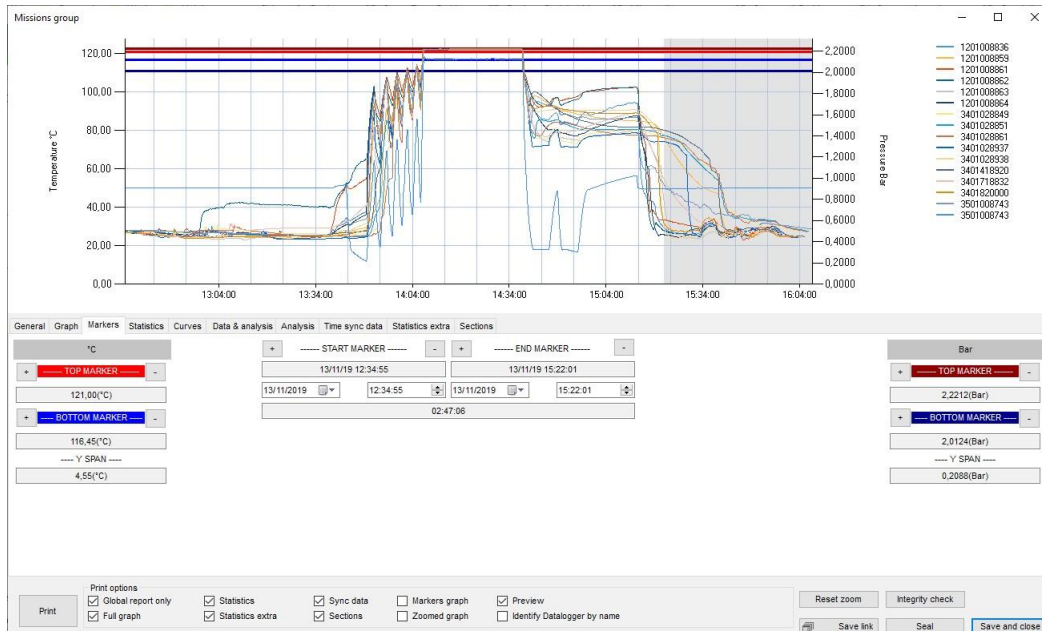 Missions group
120,00
100,00
80,00
60,00
40,00
20,00
0,00
Temperature °C
13:04:00
13:34:00
14:04:00
14:34:00
15:04:00
15:34:00
16:04:00
2,2000
2,0000
1,8000
1,6000
1,4000
1,2000
1,0000
0,8000
0,6000
0,4000
0,2000
0,0000
Pressure Bar
1201008836
1201008859
1201008861
1201008862
1201008863
1201008864
3401028849
3401028851
3401028861
3401028937
3401028938
3401418920
3401718832
3401820000
3501008743
3501008743
General Graph Markers Statistics Curves Data & analysis Analysis Time sync data Statistics extra Sections
°C
+ ---- TOP MARKER ---- -
121,00(°C)
+ ---- BOTTOM MARKER ---- -
116,45(°C)
---- Y SPAN ----
4,55(°C)
+ ------ START MARKER ------ - + ------ END MARKER ------ -
13/11/19 12:34:55 13/11/19 15:22:01
13/11/2019 12:34:55 13/11/2019 15:22:01
02:47:06
Bar
+ ---- TOP MARKER ---- -
2,2212(Bar)
+ ---- BOTTOM MARKER ---- -
2,0124(Bar)
---- Y SPAN ----
0,2088(Bar)
Print
Print options
Global report only Statistics Sync data Markers graph Preview
Full graph Statistics extra Sections Zoomed graph Identify Datalogger by name
Reset zoom Integrity check
Save link Seal Save and close